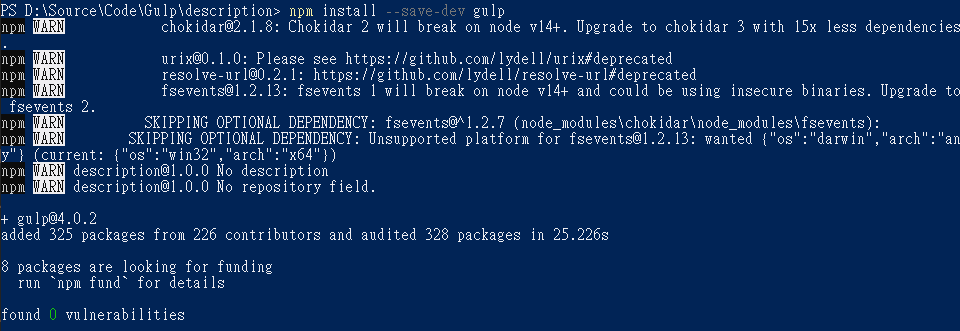 PS D:\Source\Code\Gulp\description> npm install --save-dev gulp
npm WARN chokidar@2.1.8: Chokidar 2 will break on node v14+. Upgrade to chokidar 3 with 15x less dependencies
.
npm WARN urix@0.1.0: Please see https://github.com/lydell/urix#deprecated
npm WARN resolve-url@0.2.1: https://github.com/lydell/resolve-url#deprecated
npm WARN fsevents@1.2.13: fsevents 1 will break on node v14+ and could be using insecure binaries. Upgrade to
fsevents 2.
npm WARN SKIPPING OPTIONAL DEPENDENCY: fsevents@^1.2.7 (node_modules\chokidar\node_modules\fsevents):
npm WARN SKIPPING OPTIONAL DEPENDENCY: Unsupported platform for fsevents@1.2.13: wanted {"os":"darwin","arch":"an
y"} (current: {"os":"win32","arch":"x64"})
npm WARN description@1.0.0 No description
npm WARN description@1.0.0 No repository field.
+ gulp@4.0.2
added 325 packages from 226 contributors and audited 328 packages in 25.226s
8 packages are looking for funding
run `npm fund` for details
found 0 vulnerabilities